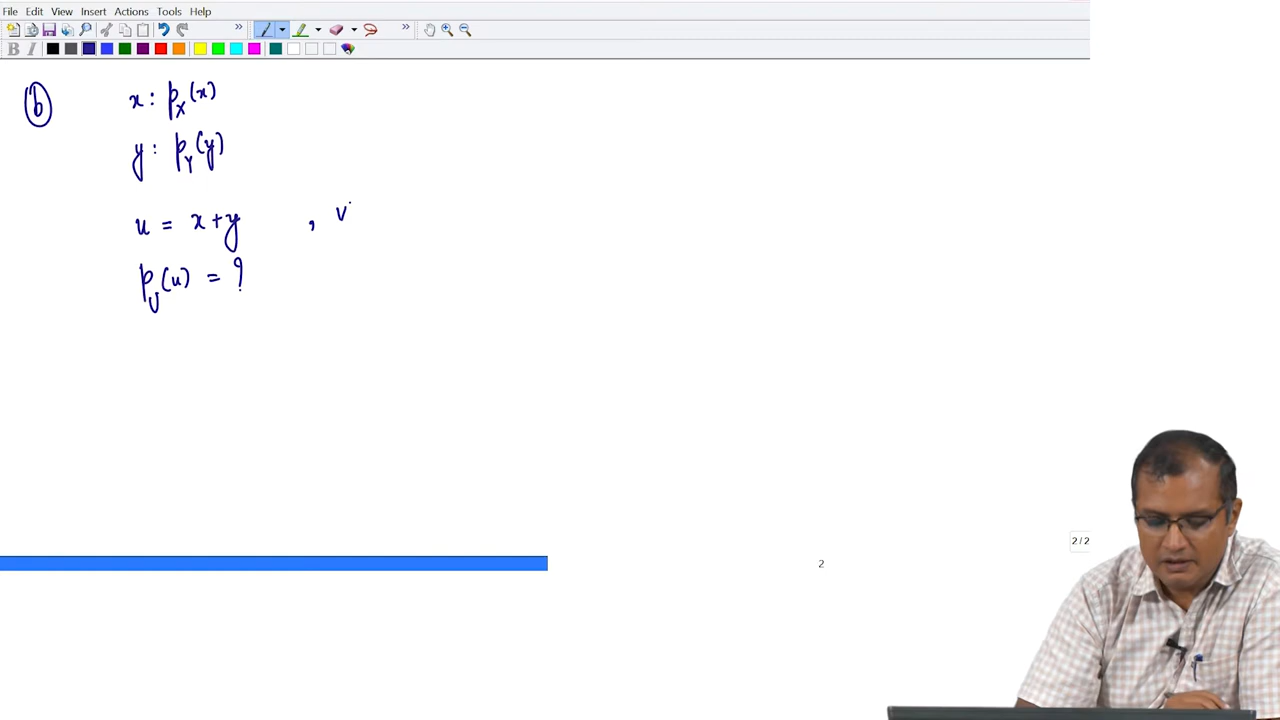 File Edit View Insert Actions Tools Help
» »
B I
ⓑ x : p_X(x)
y : p_Y(y)
u = x + y , v
p_U(u) = ?
2 / 2
2